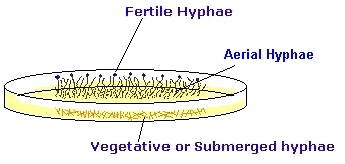 Fertile Hyphae
Aerial Hyphae
Vegetative or Submerged hyphae